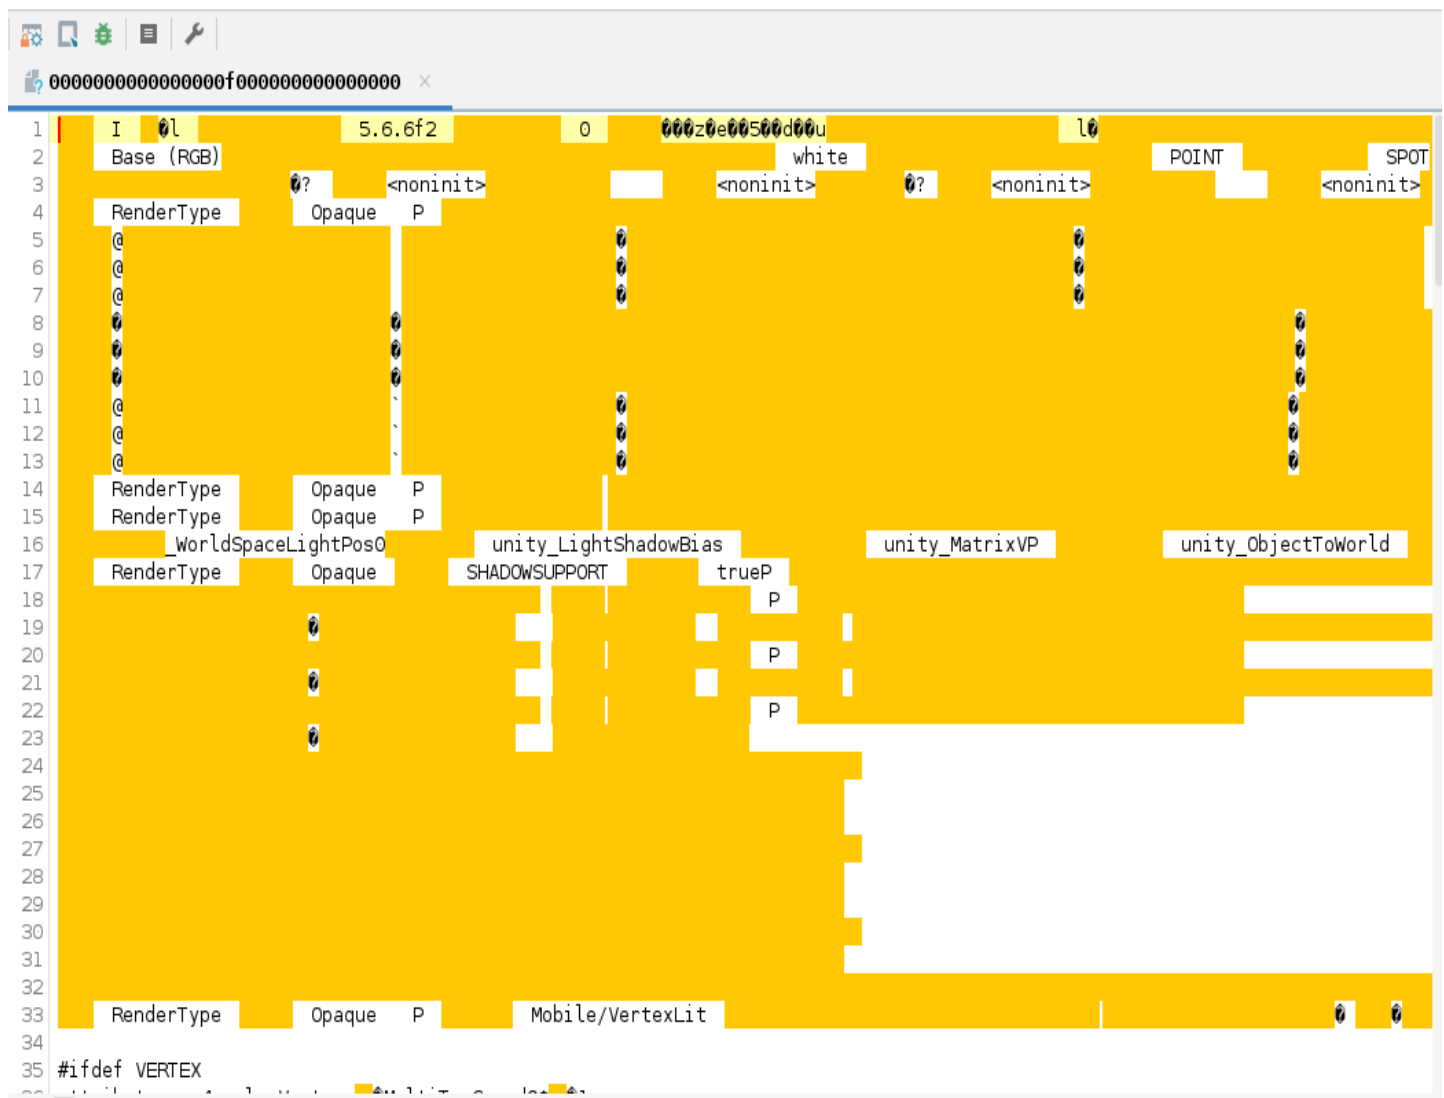 0000000000000000f000000000000000
1 I �l 5.6.6f2 0 ���z�e��5��d��u l�
2 Base (RGB) white POINT SPOT
3 �? <noninit> <noninit> �? <noninit> <noninit>
4 RenderType Opaque P
5 @ � �
6 @ � �
7 @ � �
8 � � �
9 � � �
10 � � �
11 @ ` � �
12 @ ` � �
13 @ ` � �
14 RenderType Opaque P
15 RenderType Opaque P
16 _WorldSpaceLightPos0 unity_LightShadowBias unity_MatrixVP unity_ObjectToWorld
17 RenderType Opaque SHADOWSUPPORT trueP
18 P
19 �
20 P
21 �
22 P
23 �
24
25
26
27
28
29
30
31
32
33 RenderType Opaque P Mobile/VertexLit � �
34
35 #ifdef VERTEX